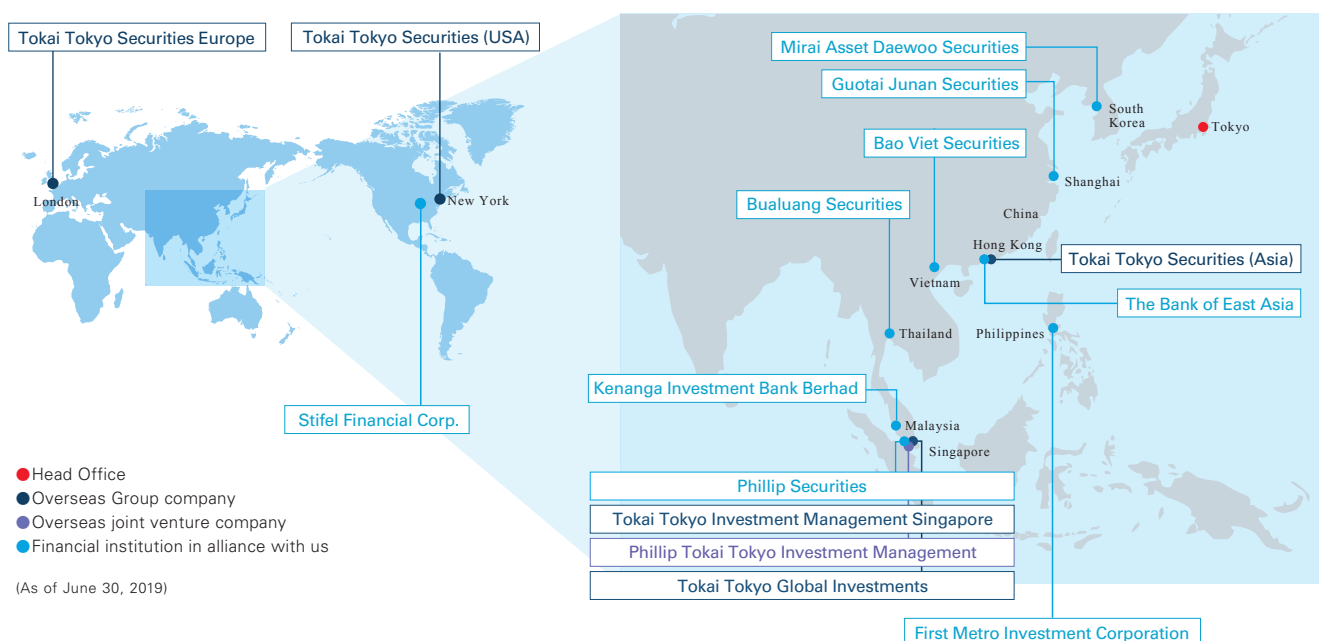 Tokai Tokyo Securities Europe
Tokai Tokyo Securities (USA)
London
New York
Stifel Financial Corp.
Mirai Asset Daewoo Securities
Guotai Junan Securities
Bao Viet Securities
Bualuang Securities
South
Korea
Tokyo
Shanghai
China
Hong Kong
Tokai Tokyo Securities (Asia)
Vietnam
The Bank of East Asia
Thailand
Philippines
Kenanga Investment Bank Berhad
Malaysia
Singapore
Phillip Securities
Tokai Tokyo Investment Management Singapore
Phillip Tokai Tokyo Investment Management
Tokai Tokyo Global Investments
First Metro Investment Corporation
Head Office
Overseas Group company
Overseas joint venture company
Financial institution in alliance with us
(As of June 30, 2019)